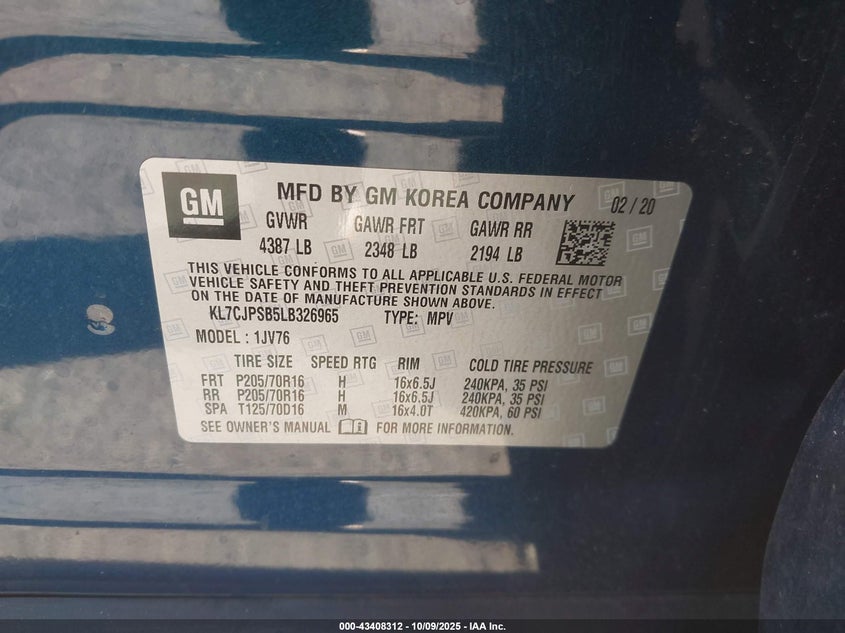 GM
MFD BY GM KOREA COMPANY 02/20
GVWR GAWR FRT GAWR RR
4387 LB 2348 LB 2194 LB
THIS VEHICLE CONFORMS TO ALL APPLICABLE U.S. FEDERAL MOTOR
VEHICLE SAFETY AND THEFT PREVENTION STANDARDS IN EFFECT
ON THE DATE OF MANUFACTURE SHOWN ABOVE.
KL7CJPSB5LB326965 TYPE: MPV
MODEL : 1JV76
TIRE SIZE SPEED RTG RIM COLD TIRE PRESSURE
FRT P205/70R16 H 16x6.5J 240KPA, 35 PSI
RR P205/70R16 H 16x6.5J 240KPA, 35 PSI
SPA T125/70D16 M 16x4.0T 420KPA, 60 PSI
SEE OWNER'S MANUAL FOR MORE INFORMATION.
000-43408312 - 10/09/2025 - IAA Inc.